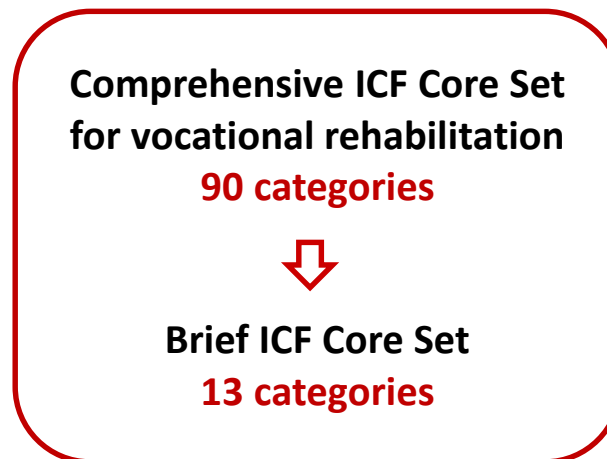 Comprehensive ICF Core Set
for vocational rehabilitation
90 categories
Brief ICF Core Set
13 categories